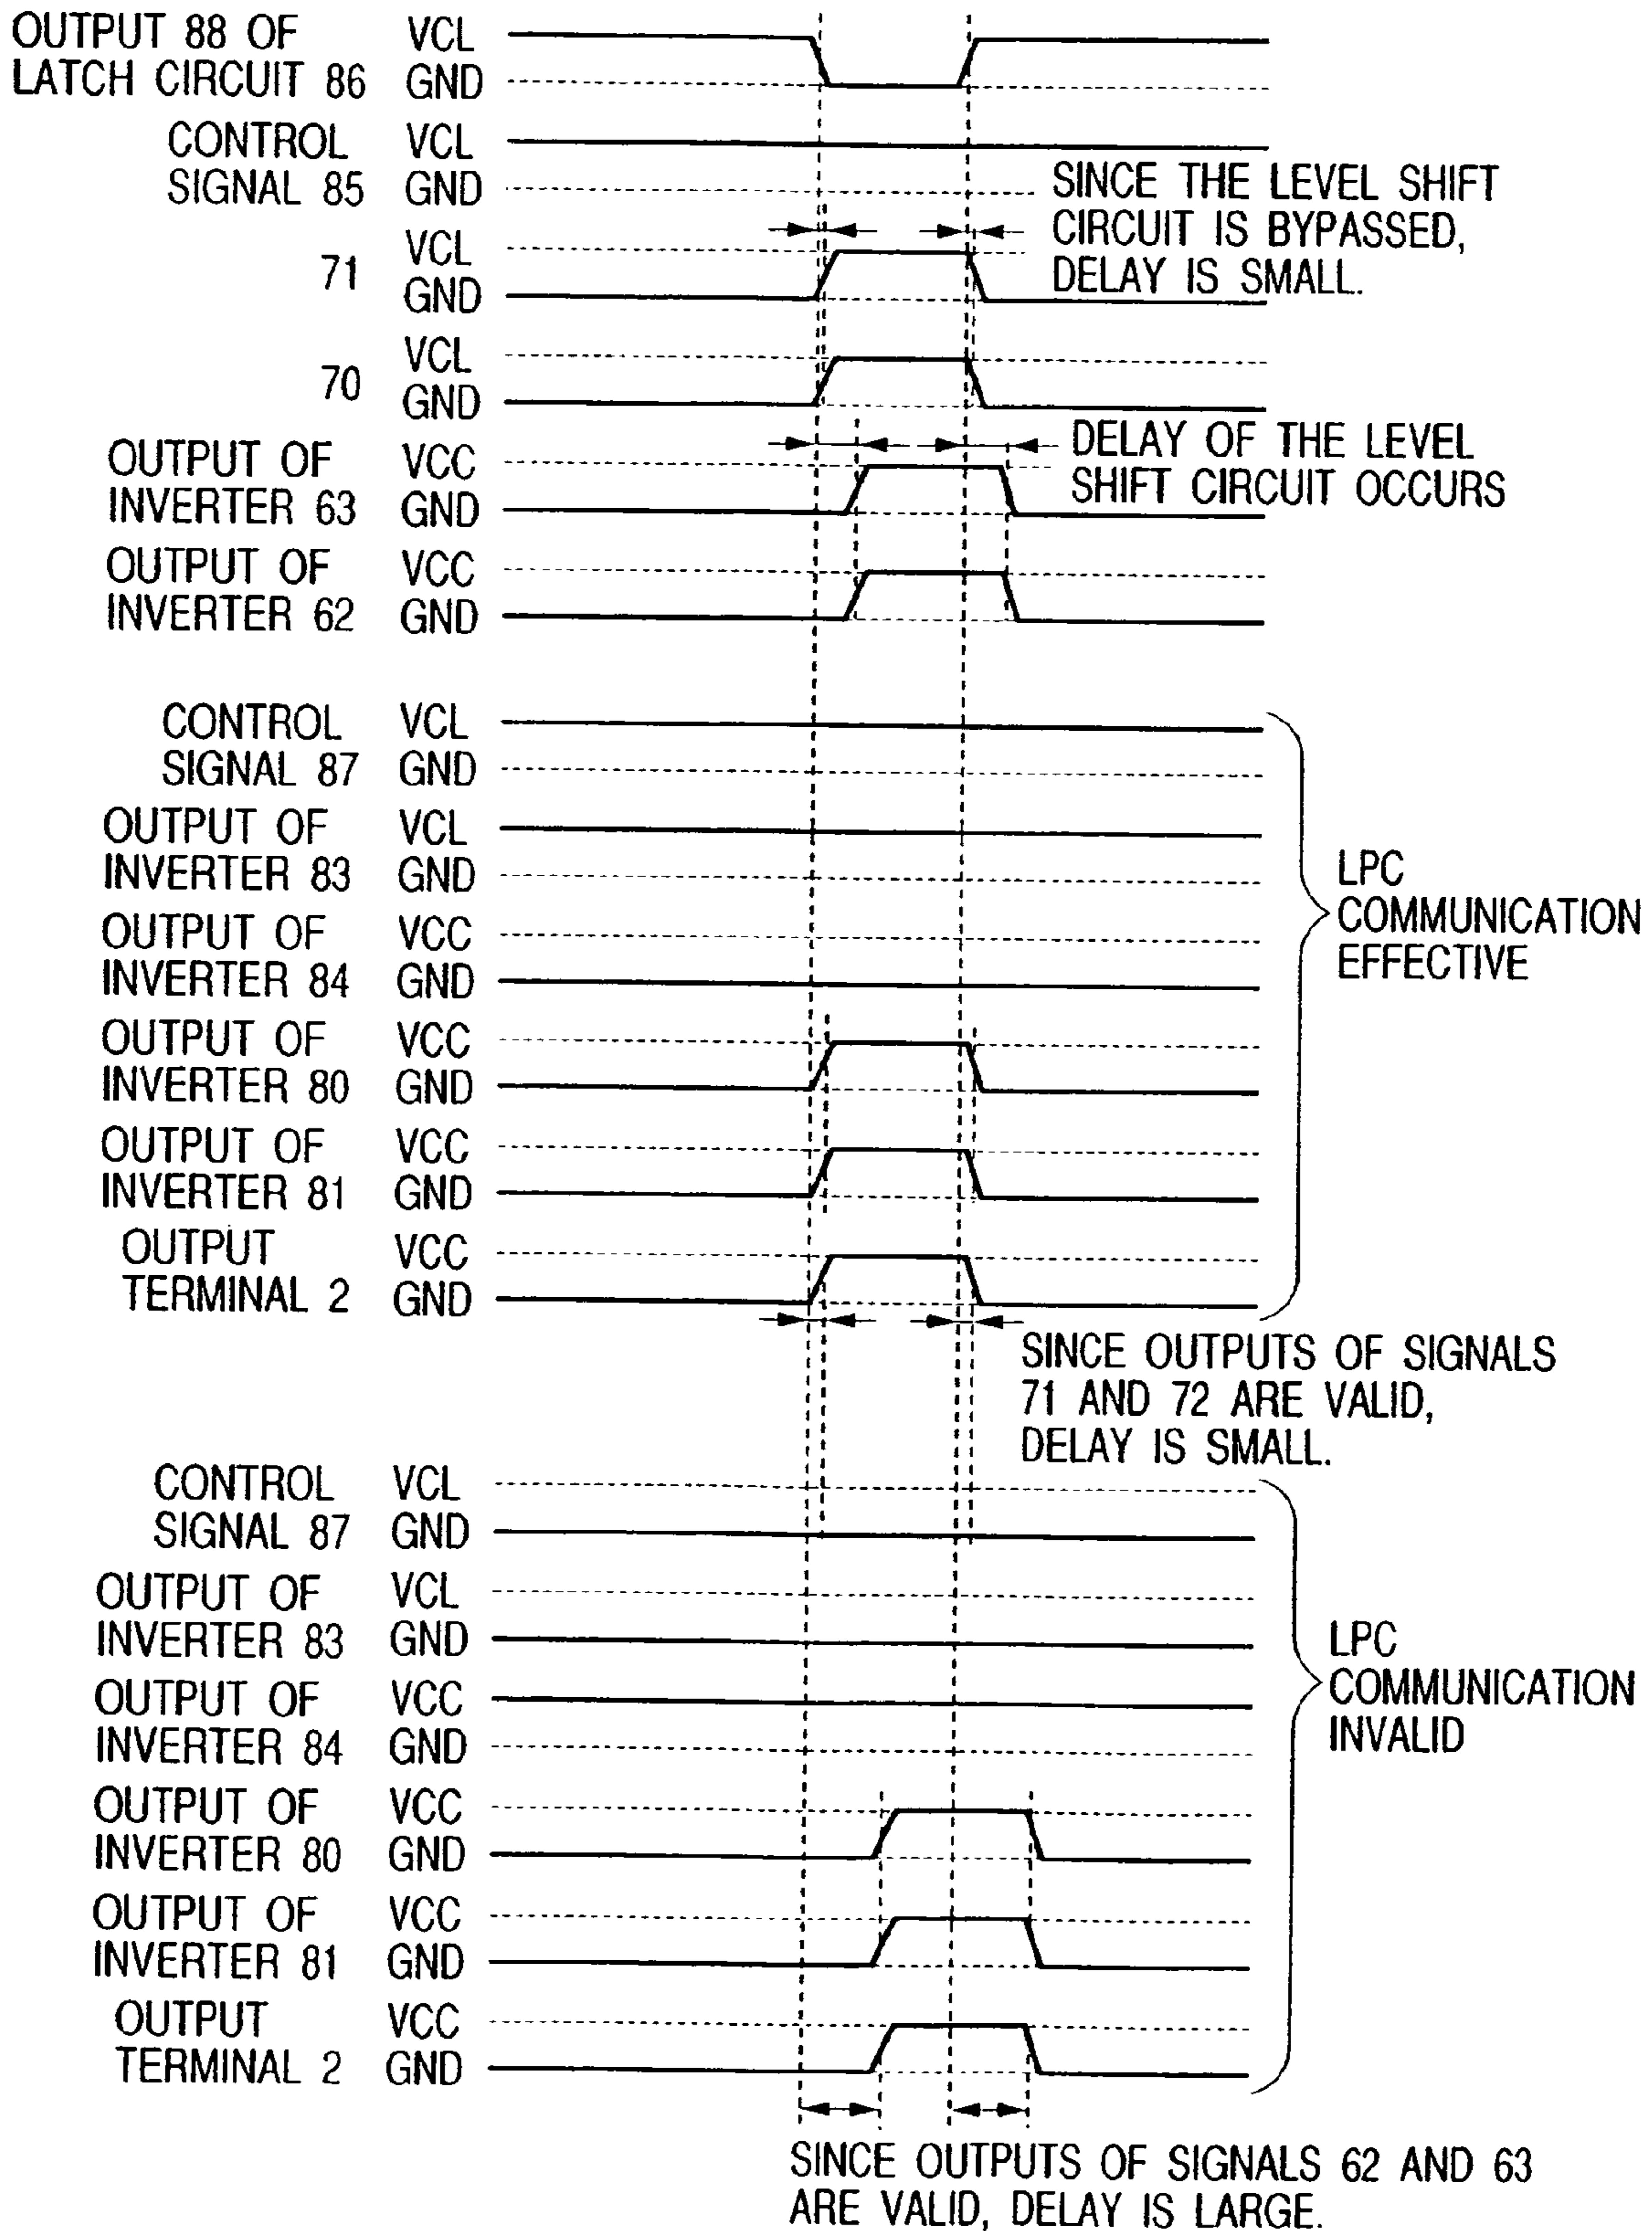 OUTPUT 88 OF VCL
LATCH CIRCUIT 86 GND
CONTROL VCL
SIGNAL 85 GND
SINCE THE LEVEL SHIFT
CIRCUIT IS BYPASSED,
DELAY IS SMALL.
71 VCL
GND
70 VCL
GND
DELAY OF THE LEVEL
SHIFT CIRCUIT OCCURS
OUTPUT OF VCC
INVERTER 63 GND
OUTPUT OF VCC
INVERTER 62 GND
CONTROL VCL
SIGNAL 87 GND
OUTPUT OF VCL
INVERTER 83 GND
LPC
COMMUNICATION
EFFECTIVE
OUTPUT OF VCC
INVERTER 84 GND
OUTPUT OF VCC
INVERTER 80 GND
OUTPUT OF VCC
INVERTER 81 GND
OUTPUT VCC
TERMINAL 2 GND
SINCE OUTPUTS OF SIGNALS
71 AND 72 ARE VALID,
DELAY IS SMALL.
CONTROL VCL
SIGNAL 87 GND
OUTPUT OF VCL
INVERTER 83 GND
LPC
COMMUNICATION
INVALID
OUTPUT OF VCC
INVERTER 84 GND
OUTPUT OF VCC
INVERTER 80 GND
OUTPUT OF VCC
INVERTER 81 GND
OUTPUT VCC
TERMINAL 2 GND
SINCE OUTPUTS OF SIGNALS 62 AND 63
ARE VALID, DELAY IS LARGE.